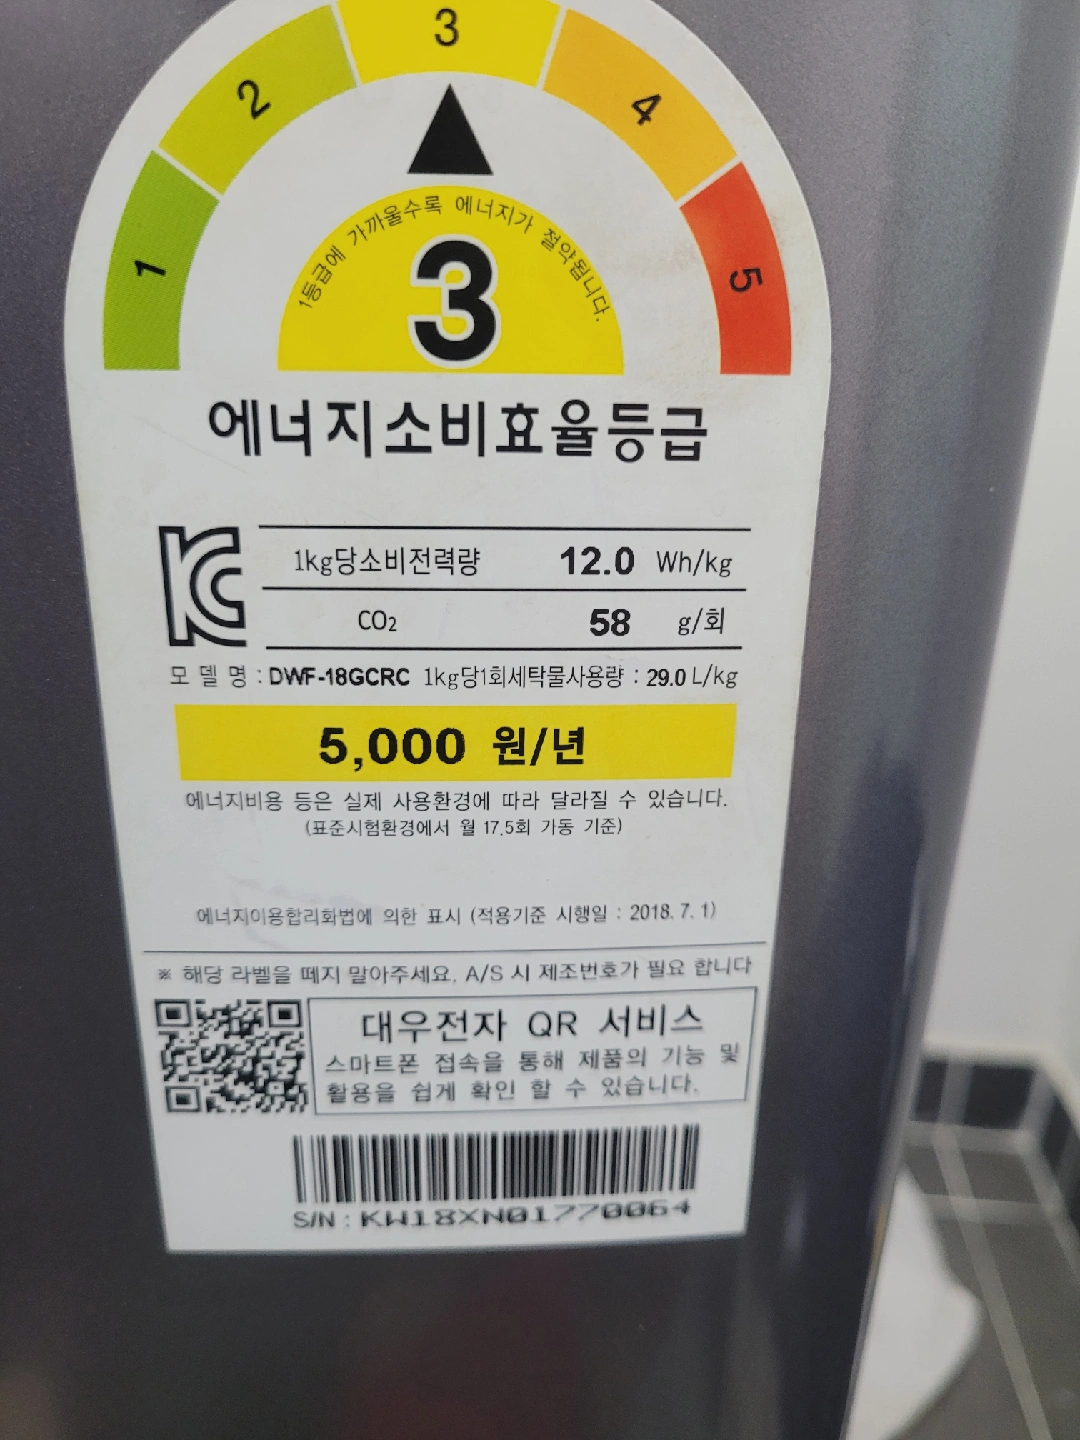 1
2
3
4
5
1등급에 가까울수록 에너지가 절약됩니다.
3
에너지소비효율등급
1kg당소비전력량 12.0 Wh/kg
CO₂ 58 g/회
모델명 : DWF-18GCRC 1kg당1회세탁물사용량 : 29.0 L/kg
5,000 원/년
에너지비용 등은 실제 사용환경에 따라 달라질 수 있습니다.
(표준시험환경에서 월 17.5회 가동 기준)
에너지이용합리화법에 의한 표시 (적용기준 시행일 : 2018. 7. 1)
※ 해당 라벨을 떼지 말아주세요. A/S 시 제조번호가 필요 합니다
대우전자 QR 서비스
스마트폰 접속을 통해 제품의 기능 및
활용을 쉽게 확인 할 수 있습니다.
S/N : KW18XN01770064